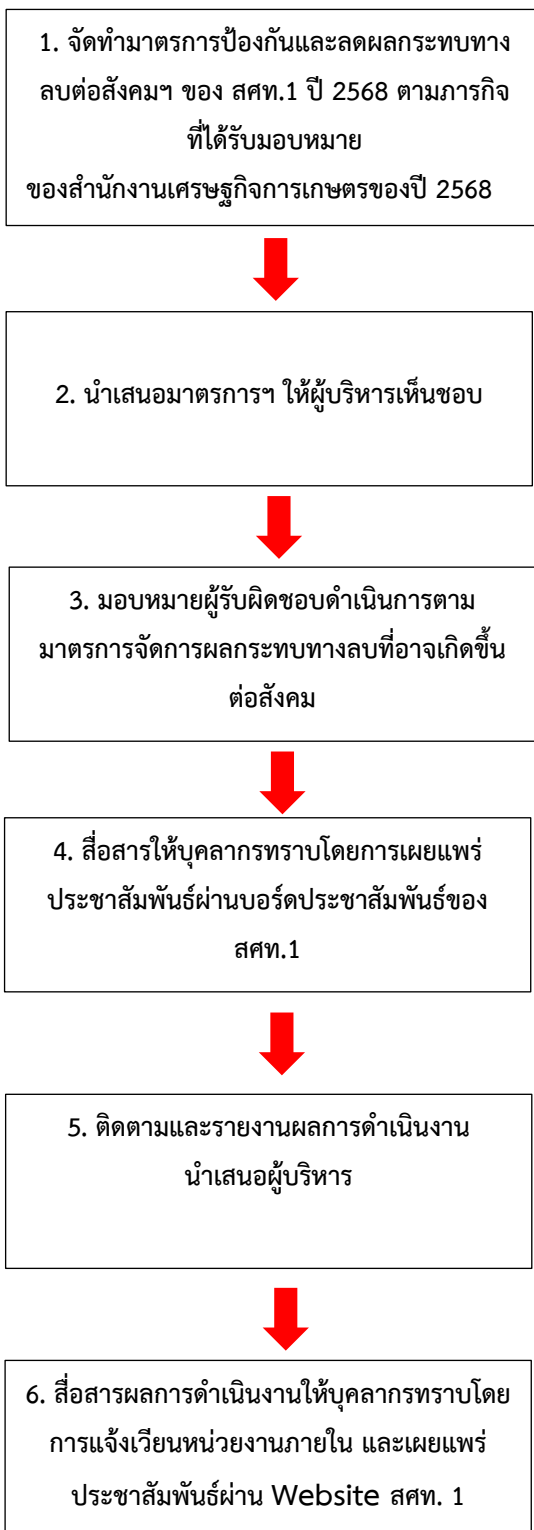 1. จัดทำมาตรการป้องกันและลดผลกระทบทาง
ลบต่อสังคมฯ ของ สศท.1 ปี 2568 ตามภารกิจ
ที่ได้รับมอบหมาย
ของสำนักงานเศรษฐกิจการเกษตรของปี 2568
2. นำเสนอมาตรการฯ ให้ผู้บริหารเห็นชอบ
3. มอบหมายผู้รับผิดชอบดำเนินการตาม
มาตรการจัดการผลกระทบทางลบที่อาจเกิดขึ้น
ต่อสังคม
4. สื่อสารให้บุคลากรทราบโดยการเผยแพร่
ประชาสัมพันธ์ผ่านบอร์ดประชาสัมพันธ์ของ
สศท.1
5. ติดตามและรายงานผลการดำเนินงาน
นำเสนอผู้บริหาร
6. สื่อสารผลการดำเนินงานให้บุคลากรทราบโดย
การแจ้งเวียนหน่วยงานภายใน และเผยแพร่
ประชาสัมพันธ์ผ่าน Website สศท. 1